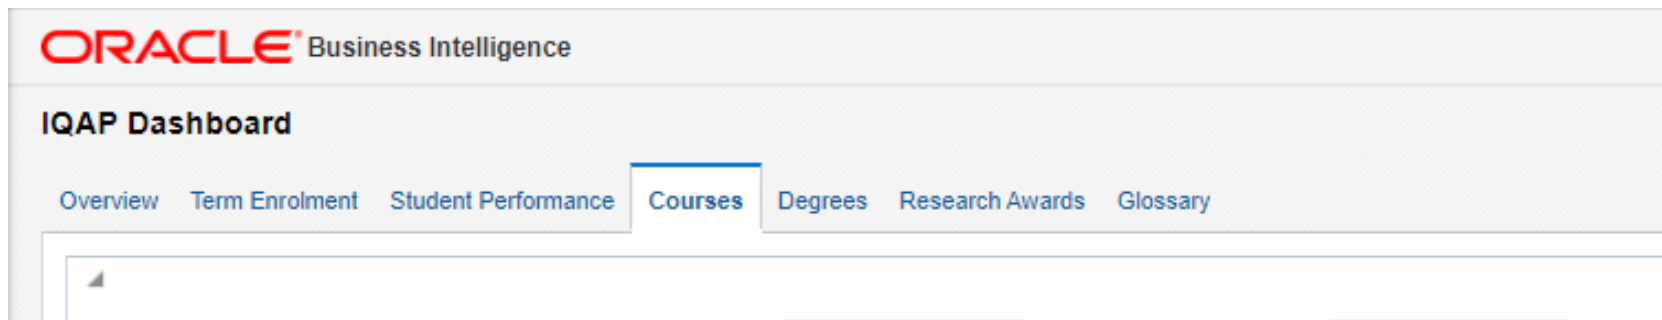 ORACLE® Business Intelligence
IQAP Dashboard
Overview Term Enrolment Student Performance Courses Degrees Research Awards Glossary